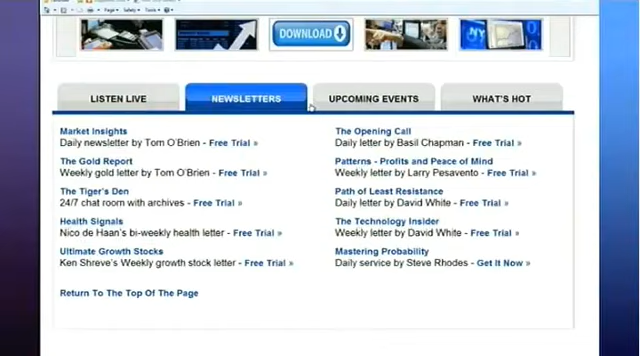 Page
Safety
Tools
DOWNLOAD
NY
LISTEN LIVE
NEWSLETTERS
UPCOMING EVENTS
WHAT'S HOT
Market Insights
Daily newsletter by Tom O'Brien - Free Trial »
The Gold Report
Weekly gold letter by Tom O'Brien - Free Trial »
The Tiger's Den
24/7 chat room with archives - Free Trial »
Health Signals
Nico de Haan's bi-weekly health letter - Free Trial »
Ultimate Growth Stocks
Ken Shreve's Weekly growth stock letter - Free Trial »
Return To The Top Of The Page
The Opening Call
Daily letter by Basil Chapman - Free Trial »
Patterns - Profits and Peace of Mind
Weekly letter by Larry Pesavento - Free Trial »
Path of Least Resistance
Daily letter by David White - Free Trial »
The Technology Insider
Weekly letter by David White - Free Trial »
Mastering Probability
Daily service by Steve Rhodes - Get It Now »